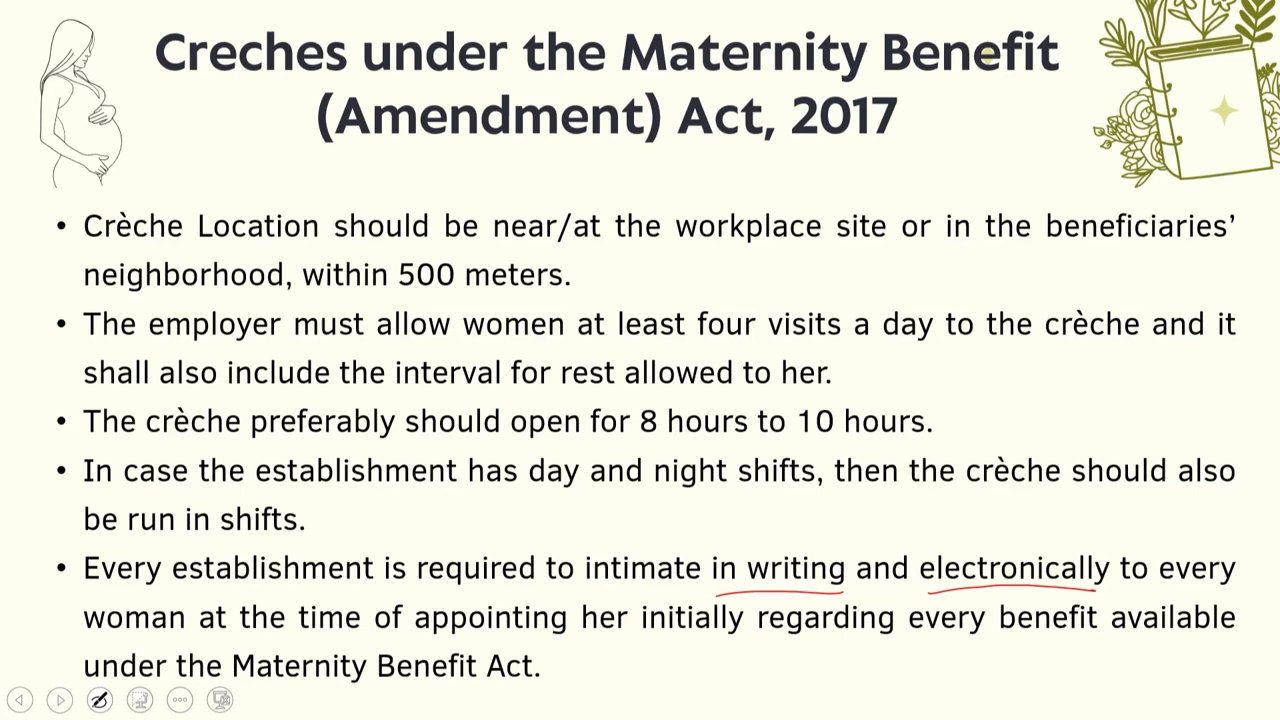 Creches under the Maternity Benefit
(Amendment) Act, 2017
• Crèche Location should be near/at the workplace site or in the beneficiaries’
neighborhood, within 500 meters.
• The employer must allow women at least four visits a day to the crèche and it
shall also include the interval for rest allowed to her.
• The crèche preferably should open for 8 hours to 10 hours.
• In case the establishment has day and night shifts, then the crèche should also
be run in shifts.
• Every establishment is required to intimate in writing and electronically to every
woman at the time of appointing her initially regarding every benefit available
under the Maternity Benefit Act.